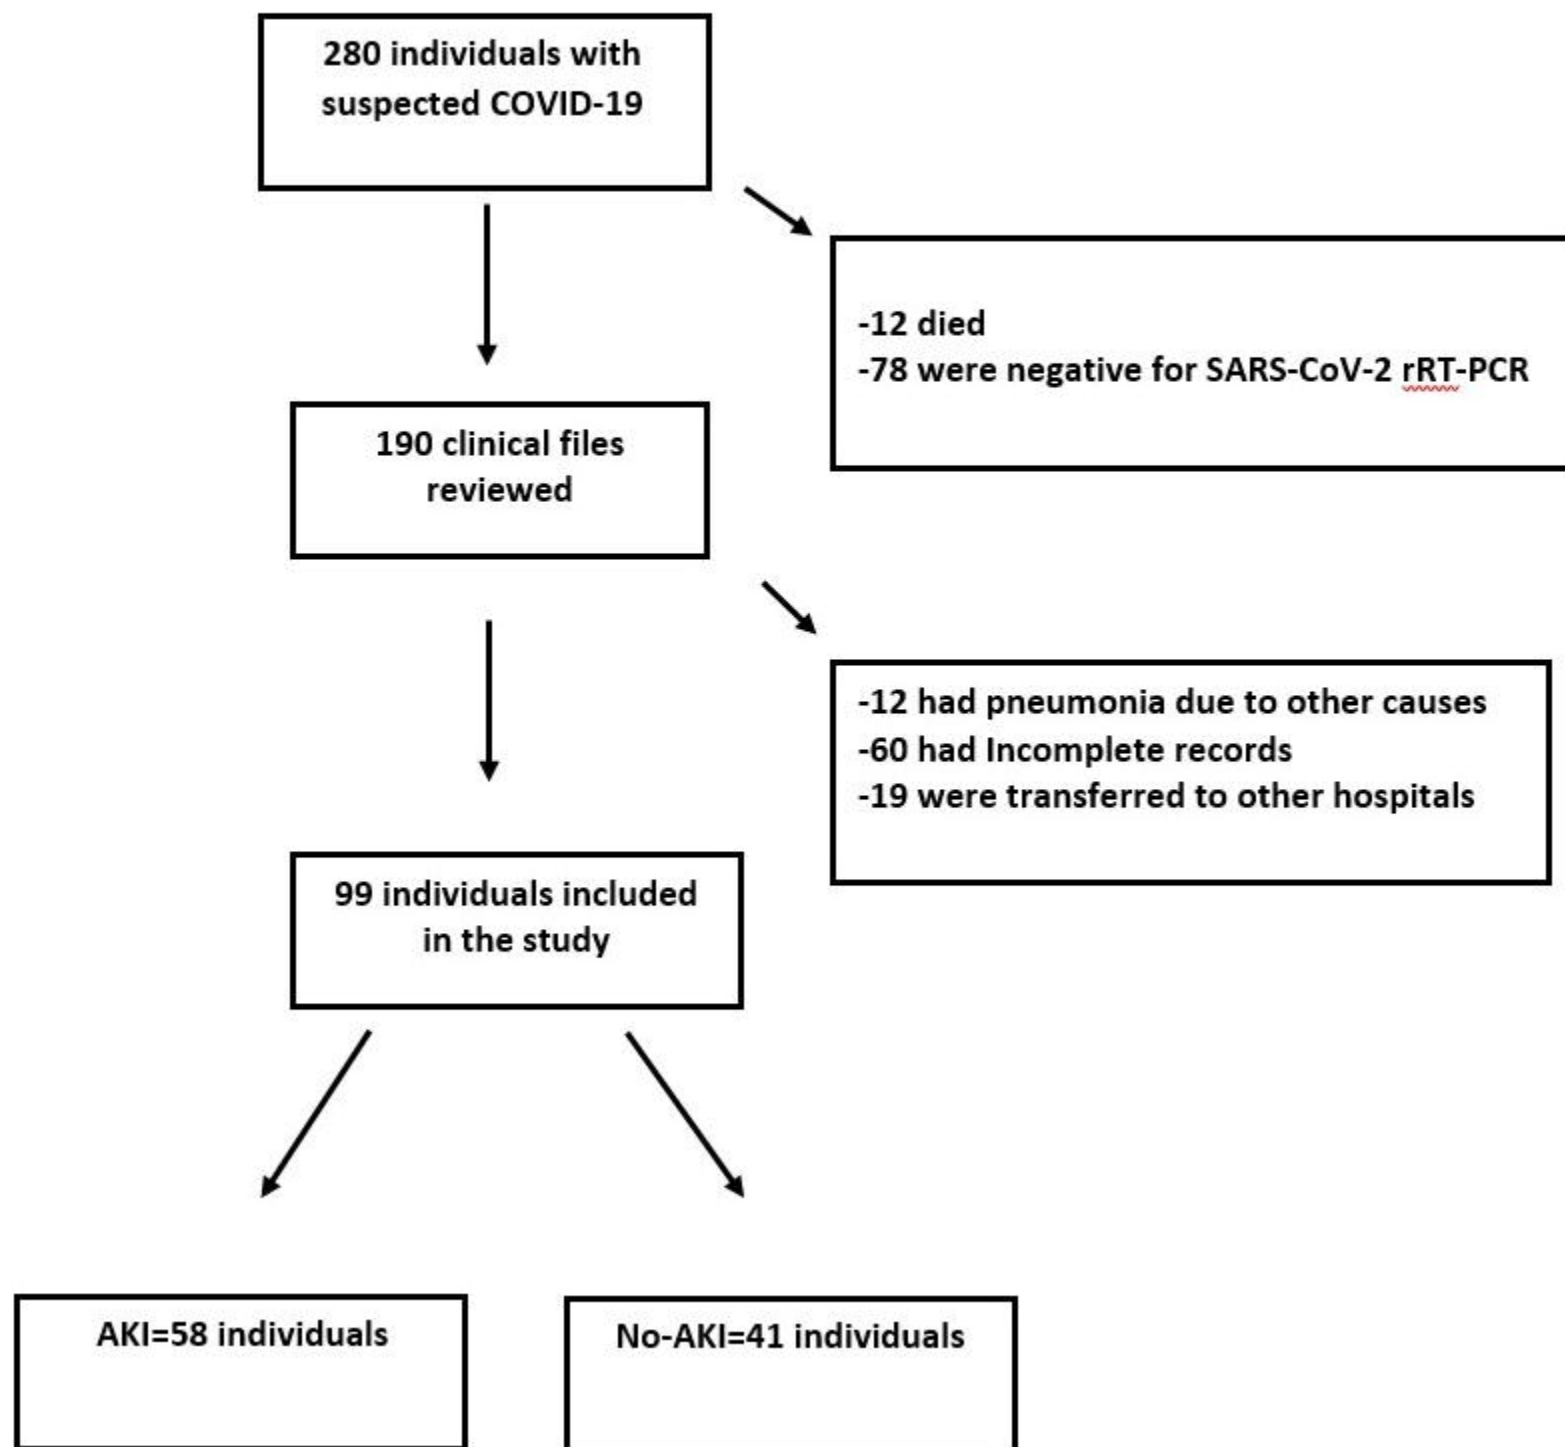 280 individuals with
suspected COVID-19
-12 died
-78 were negative for SARS-CoV-2 rRT-PCR
190 clinical files
reviewed
-12 had pneumonia due to other causes
-60 had Incomplete records
-19 were transferred to other hospitals
99 individuals included
in the study
AKI=58 individuals
No-AKI=41 individuals